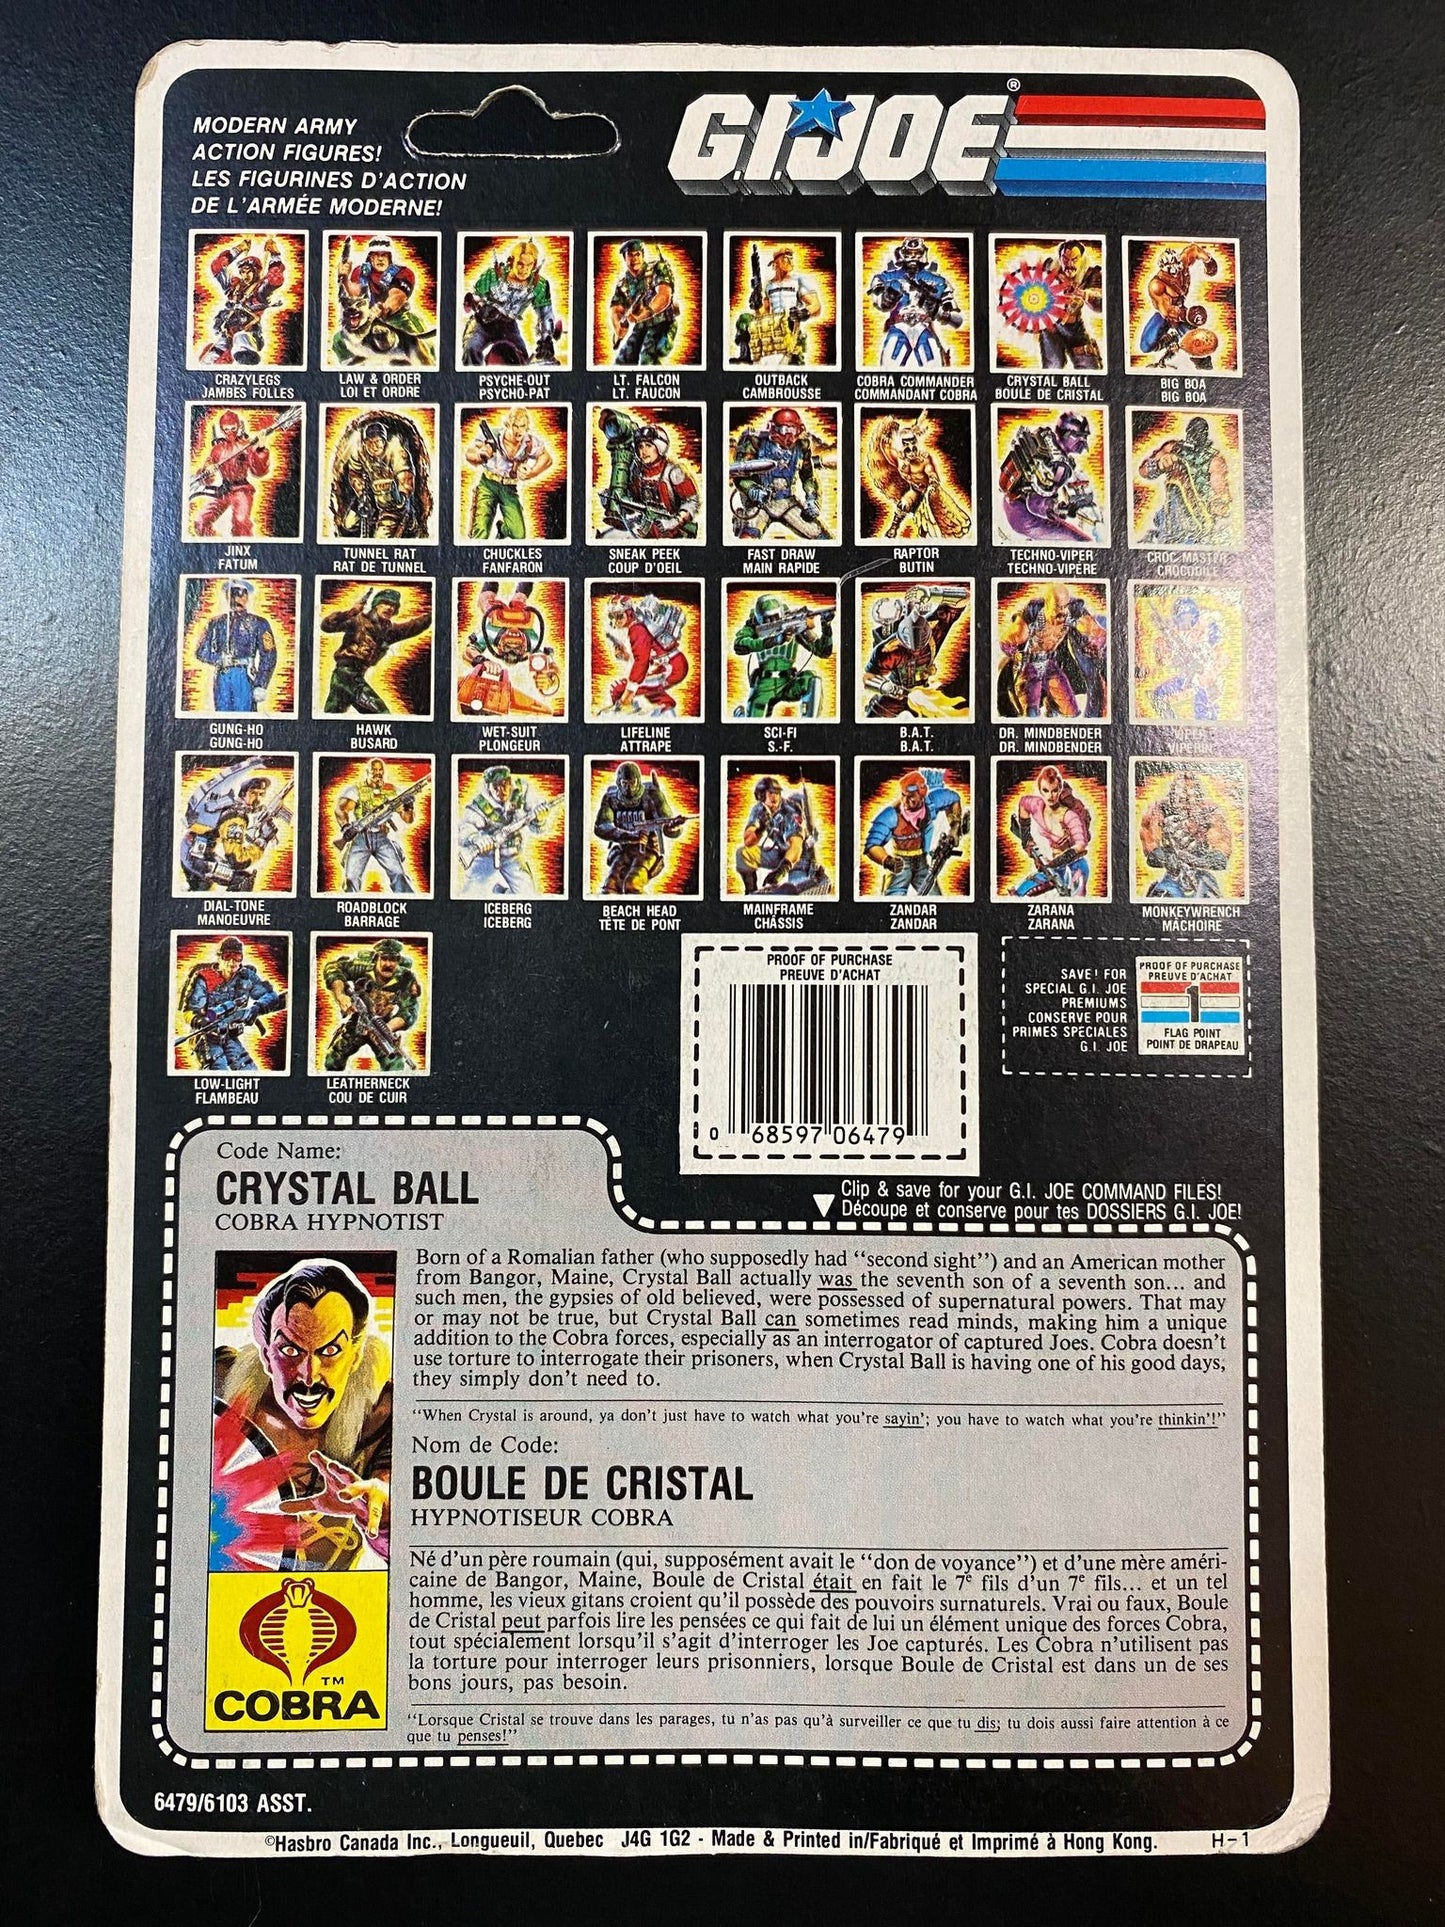 MODERN ARMY
ACTION FIGURES!
LES FIGURINES D'ACTION
DE L'ARMÉE MODERNE!
G.I.JOE®
CRAZYLEGS
JAMBES FOLLES
LAW & ORDER
LOI ET ORDRE
PSYCHE-OUT
PSYCHO-PAT
LT. FALCON
LT. FAUCON
OUTBACK
CAMBROUSSE
COBRA COMMANDER
COMMANDANT COBRA
CRYSTAL BALL
BOULE DE CRISTAL
BIG BOA
BIG BOA
JINX
FATUM
TUNNEL RAT
RAT DE TUNNEL
CHUCKLES
FANFARON
SNEAK PEEK
COUP D'OEIL
FAST DRAW
MAIN RAPIDE
RAPTOR
BUTIN
TECHNO-VIPER
TECHNO-VIPERE
CROC MASTER
CROCODILE
GUNG-HO
GUNG-HO
HAWK
BUSARD
WET-SUIT
PLONGEUR
LIFELINE
ATTRAPE
SCI-FI
S.-F.
B.A.T.
B.A.T.
DR. MINDBENDER
DR. MINDBENDER
VIPER
VIPERIN
DIAL-TONE
MANOEUVRE
ROADBLOCK
BARRAGE
ICEBERG
ICEBERG
BEACH HEAD
TÊTE DE PONT
MAINFRAME
CHÂSSIS
ZANDAR
ZANDAR
ZARANA
ZARANA
MONKEYWRENCH
MÂCHOIRE
LOW-LIGHT
FLAMBEAU
LEATHERNECK
COU DE CUIR
PROOF OF PURCHASE
PREUVE D'ACHAT
0 68597 06479
SAVE! FOR
SPECIAL G.I. JOE
PREMIUMS
CONSERVE POUR
PRIMES SPECIALES
G.I. JOE
PROOF OF PURCHASE
PREUVE D'ACHAT
1
FLAG POINT
POINT DE DRAPEAU
Clip & save for your G.I. JOE COMMAND FILES!
Découpe et conserve pour tes DOSSIERS G.I. JOE!
Code Name:
CRYSTAL BALL
COBRA HYPNOTIST
Born of a Romalian father (who supposedly had "second sight") and an American mother
from Bangor, Maine, Crystal Ball actually was the seventh son of a seventh son... and
such men, the gypsies of old believed, were possessed of supernatural powers. That may
or may not be true, but Crystal Ball can sometimes read minds, making him a unique
addition to the Cobra forces, especially as an interrogator of captured Joes. Cobra doesn't
use torture to interrogate their prisoners, when Crystal Ball is having one of his good days,
they simply don't need to.
"When Crystal is around, ya don't just have to watch what you're sayin'; you have to watch what you're thinkin'!"
Nom de Code:
BOULE DE CRISTAL
HYPNOTISEUR COBRA
Né d'un père roumain (qui, supposément avait le "don de voyance") et d'une mère améri-
caine de Bangor, Maine, Boule de Cristal était en fait le 7e fils d'un 7e fils... et un tel
homme, les vieux gitans croient qu'il possède des pouvoirs surnaturels. Vrai ou faux, Boule
de Cristal peut parfois lire les pensées ce qui fait de lui un élément unique des forces Cobra,
tout spécialement lorsqu'il s'agit d'interroger les Joe capturés. Les Cobra n'utilisent pas
la torture pour interroger leurs prisonniers, lorsque Boule de Cristal est dans un de ses
bons jours, pas besoin.
"Lorsque Cristal se trouve dans les parages, tu n'as pas qu'à surveiller ce que tu dis; tu dois aussi faire attention à ce
que tu penses!"
TM
COBRA
6479/6103 ASST.
©Hasbro Canada Inc., Longueuil, Quebec J4G 1G2 - Made & Printed in/Fabriqué et Imprimé à Hong Kong. H-1